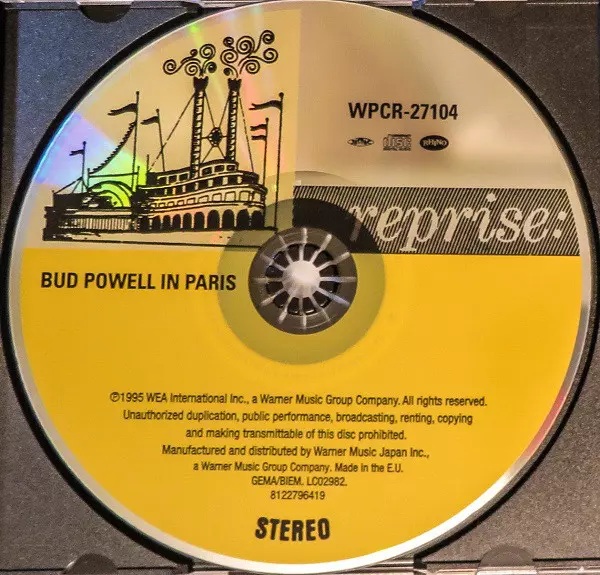 WPCR-27104
RHINO
reprise:
BUD POWELL IN PARIS
℗1995 WEA International Inc., a Warner Music Group Company. All rights reserved.
Unauthorized duplication, public performance, broadcasting, renting, copying
and making transmittable of this disc prohibited.
Manufactured and distributed by Warner Music Japan Inc.,
a Warner Music Group Company. Made in the E.U.
GEMA/BIEM. LC02982.
8122796419
STEREO